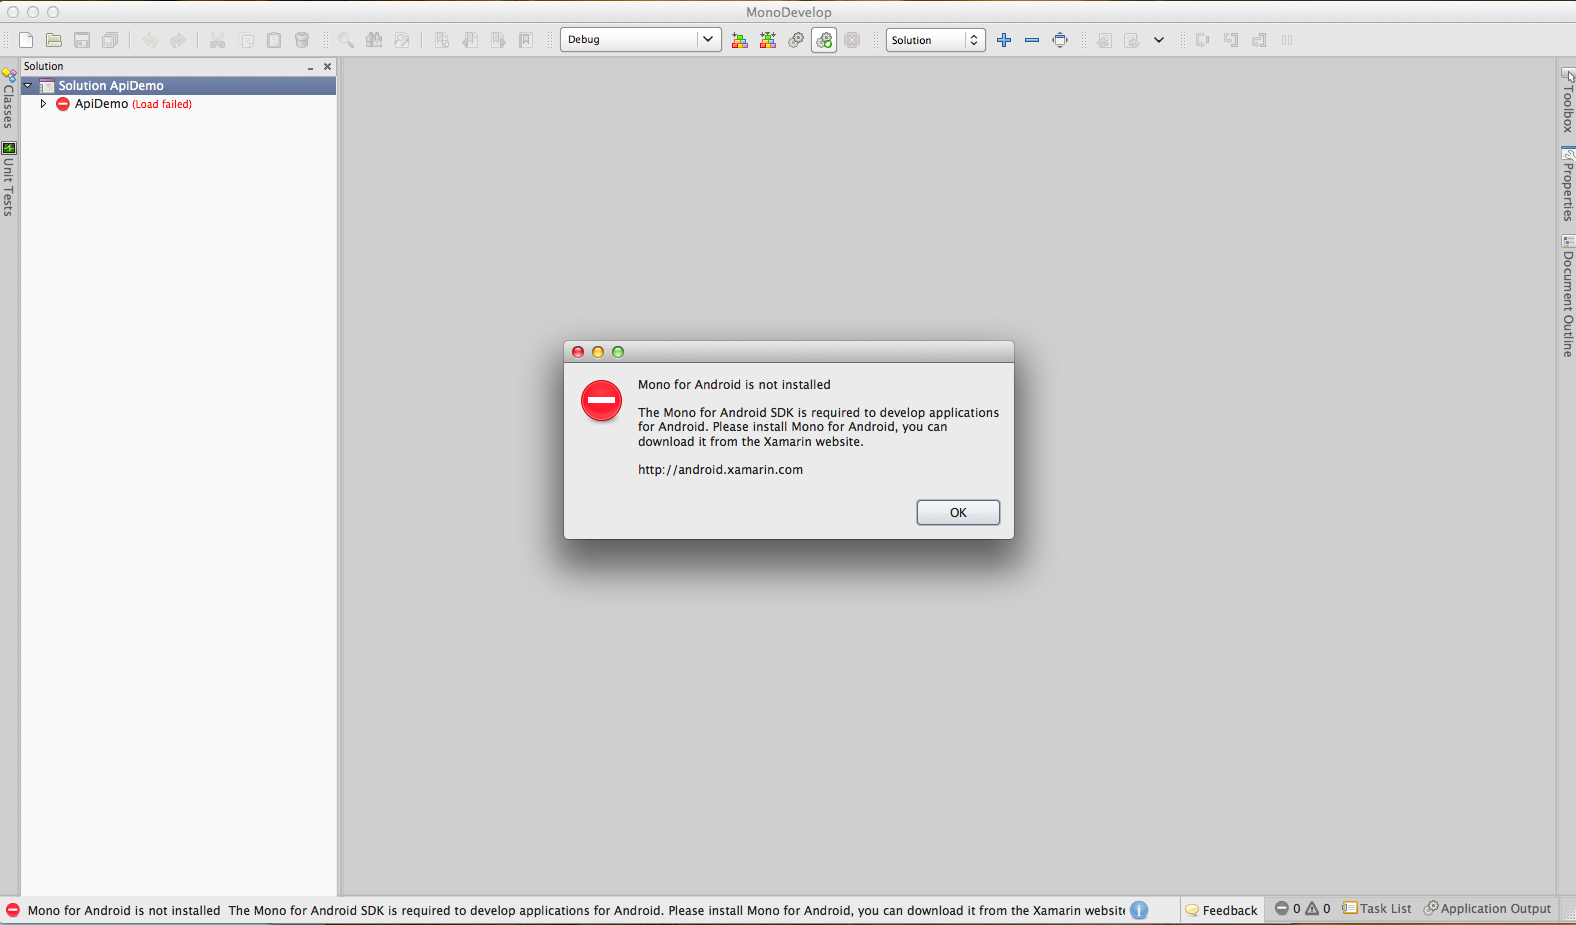 MonoDevelop
Debug
Solution
Solution
Solution ApiDemo
ApiDemo (Load failed)
Classes
Unit Tests
Toolbox
Properties
Document Outline
Mono for Android is not installed
The Mono for Android SDK is required to develop applications
for Android. Please install Mono for Android, you can
download it from the Xamarin website.
http://android.xamarin.com
OK
Mono for Android is not installed The Mono for Android SDK is required to develop applications for Android. Please install Mono for Android, you can download it from the Xamarin websit
Feedback
0
0
Task List
Application Output